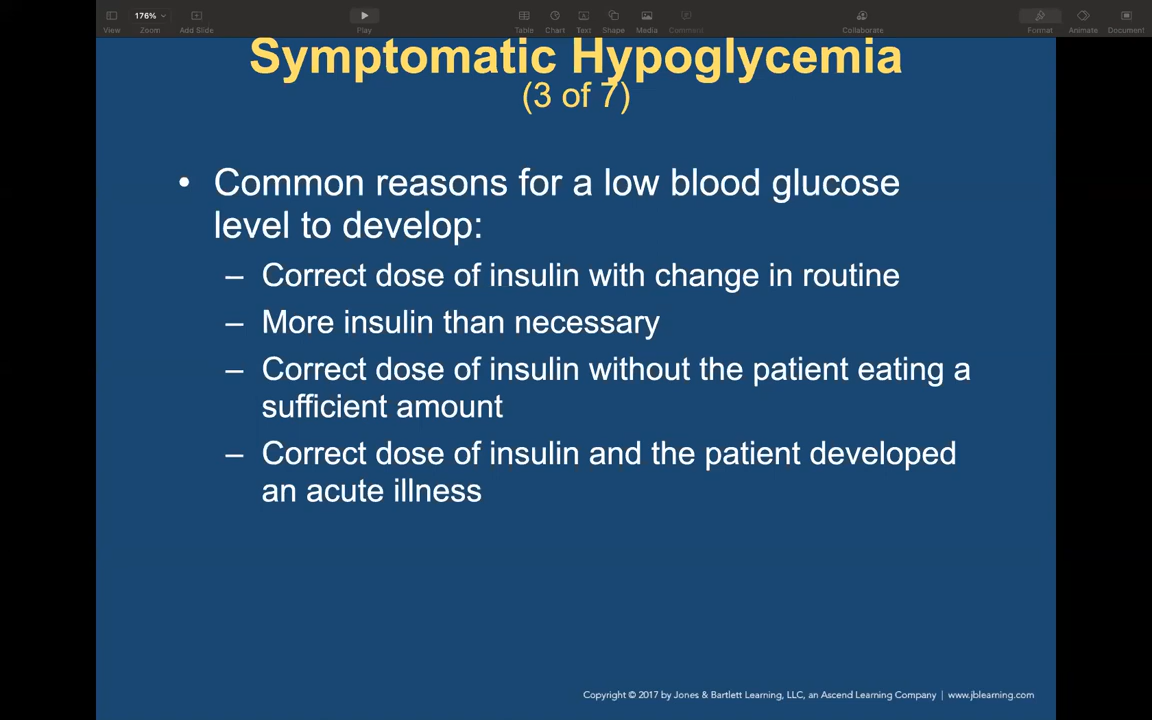 176%
View
Zoom
Add Slide
Play
Table
Chart
Text
Shape
Media
Comment
Collaborate
Format
Animate
Document
Symptomatic Hypoglycemia
(3 of 7)
• Common reasons for a low blood glucose
level to develop:
– Correct dose of insulin with change in routine
– More insulin than necessary
– Correct dose of insulin without the patient eating a
sufficient amount
– Correct dose of insulin and the patient developed
an acute illness
Copyright © 2017 by Jones & Bartlett Learning, LLC, an Ascend Learning Company | www.jblearning.com